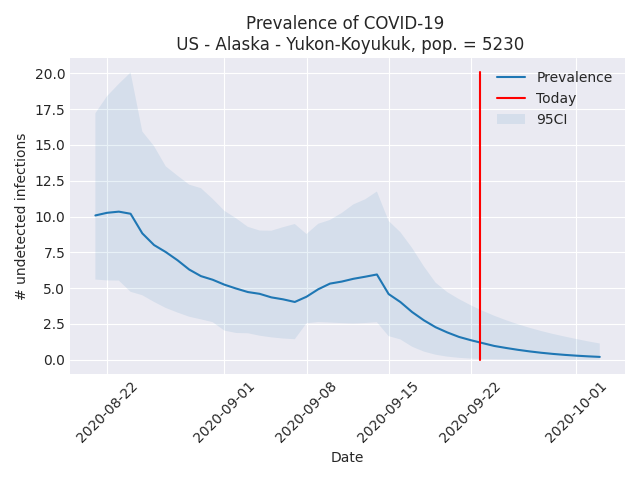 Prevalence of COVID-19
US - Alaska - Yukon-Koyukuk, pop. = 5230
20.0
17.5
15.0
12.5
10.0
7.5
5.0
2.5
0.0
# undetected infections
Prevalence
Today
95CI
2020-08-22
2020-09-01
2020-09-08
2020-09-15
2020-09-22
2020-10-01
Date